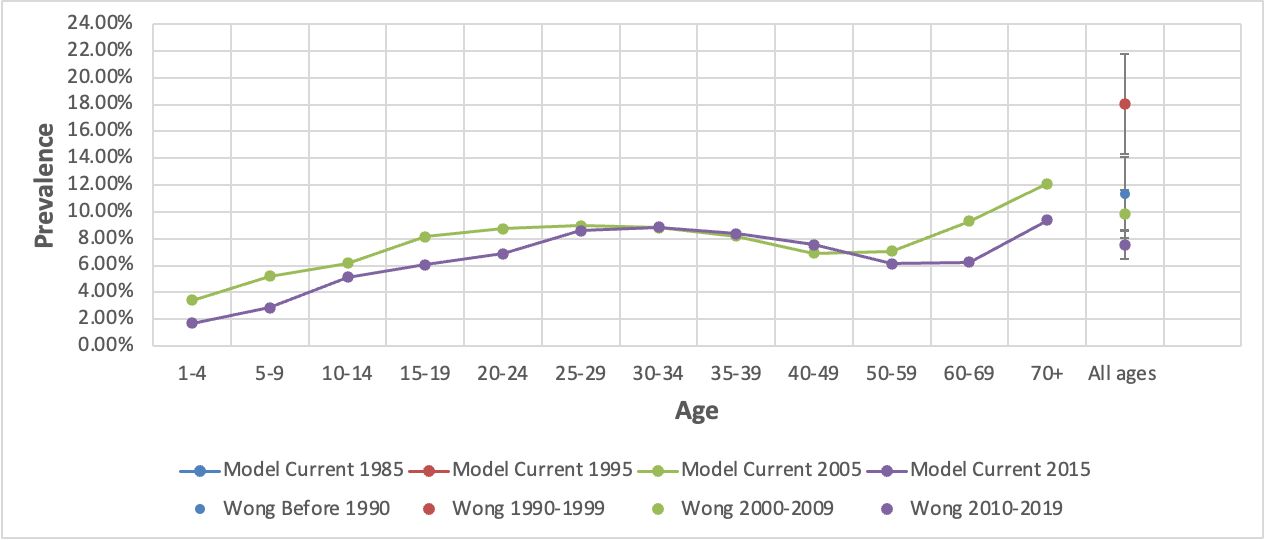 24.00%
22.00%
20.00%
18.00%
16.00%
14.00%
12.00%
10.00%
8.00%
6.00%
4.00%
2.00%
0.00%
Prevalence
1-4 5-9 10-14 15-19 20-24 25-29 30-34 35-39 40-49 50-59 60-69 70+ All ages
Age
Model Current 1985 Model Current 1995 Model Current 2005 Model Current 2015
Wong Before 1990 Wong 1990-1999 Wong 2000-2009 Wong 2010-2019